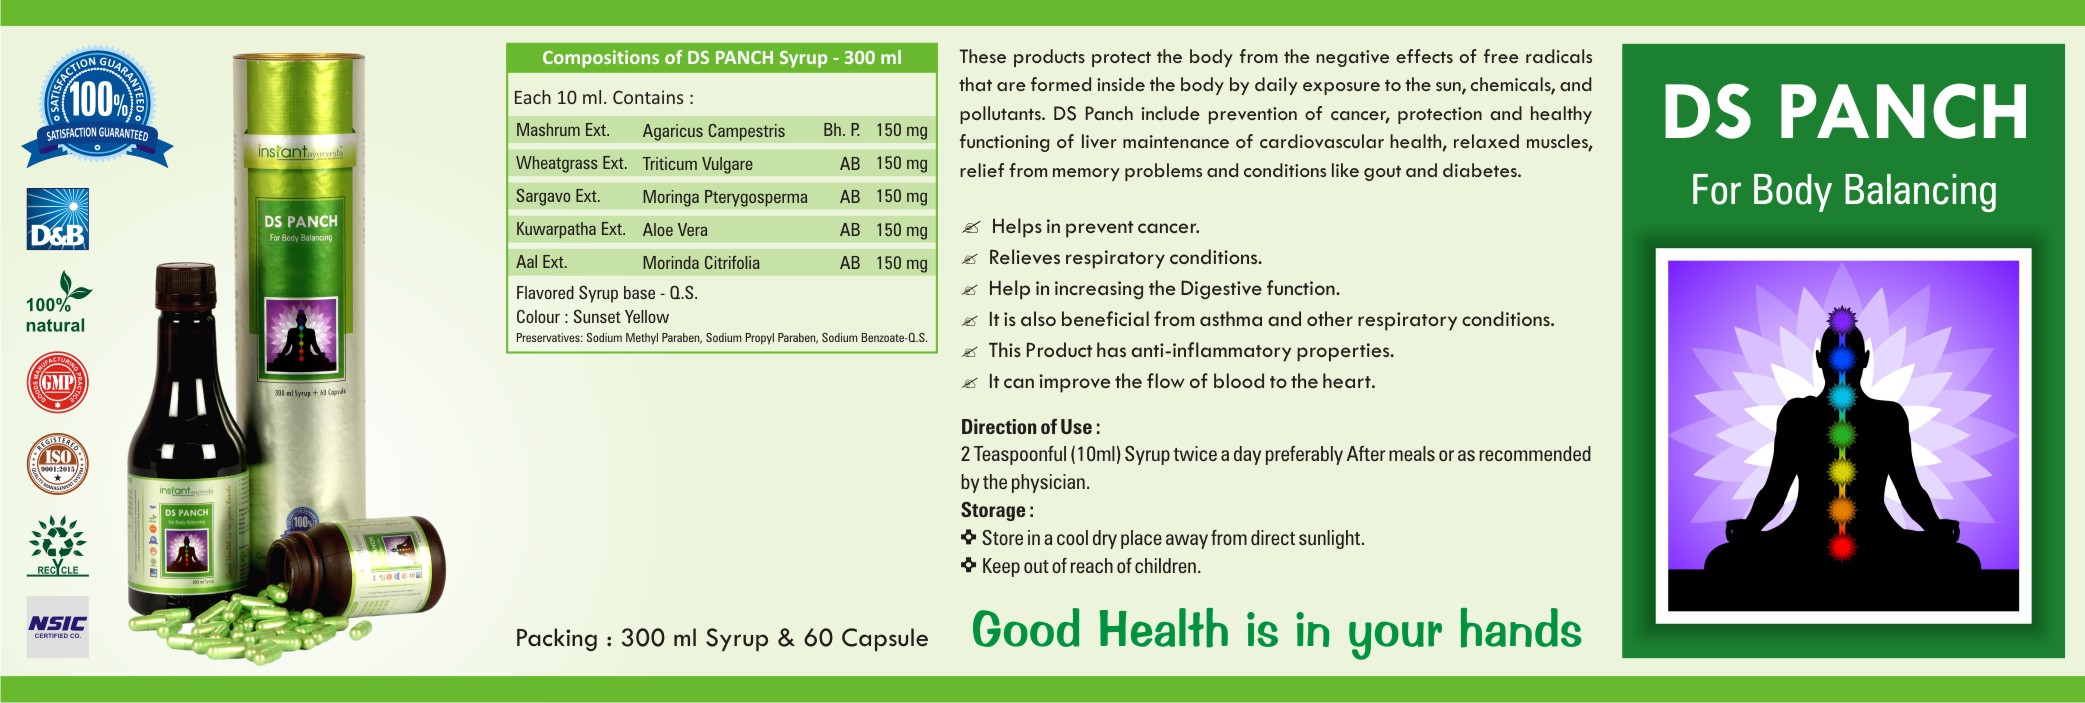 SATISFACTION GUARANTEED
100%
SATISFACTION GUARANTEED
D&B
100%
natural
GOODS MANUFACTURING PRACTICE
GMP
REGISTERED
ISO
9001:2015
QUALITY MANAGEMENT SYSTEM
RECYCLE
NSIC
CERTIFIED CO.
instant ayurveda
DS PANCH
For Body Balancing
300 ml Syrup + 60 Capsule
100%
instant ayurveda
DS PANCH
For Body Balancing
300 ml Syrup
Compositions of DS PANCH Syrup - 300 ml
Each 10 ml. Contains :
Mashrum Ext. Agaricus Campestris Bh. P. 150 mg
Wheatgrass Ext. Triticum Vulgare AB 150 mg
Sargavo Ext. Moringa Pterygosperma AB 150 mg
Kuwarpatha Ext. Aloe Vera AB 150 mg
Aal Ext. Morinda Citrifolia AB 150 mg
Flavored Syrup base - Q.S.
Colour : Sunset Yellow
Preservatives: Sodium Methyl Paraben, Sodium Propyl Paraben, Sodium Benzoate-Q.S.
Packing : 300 ml Syrup & 60 Capsule
These products protect the body from the negative effects of free radicals
that are formed inside the body by daily exposure to the sun, chemicals, and
pollutants. DS Panch include prevention of cancer, protection and healthy
functioning of liver maintenance of cardiovascular health, relaxed muscles,
relief from memory problems and conditions like gout and diabetes.
Helps in prevent cancer.
Relieves respiratory conditions.
Help in increasing the Digestive function.
It is also beneficial from asthma and other respiratory conditions.
This Product has anti-inflammatory properties.
It can improve the flow of blood to the heart.
Direction of Use :
2 Teaspoonful (10ml) Syrup twice a day preferably After meals or as recommended
by the physician.
Storage :
Store in a cool dry place away from direct sunlight.
Keep out of reach of children.
Good Health is in your hands
DS PANCH
For Body Balancing